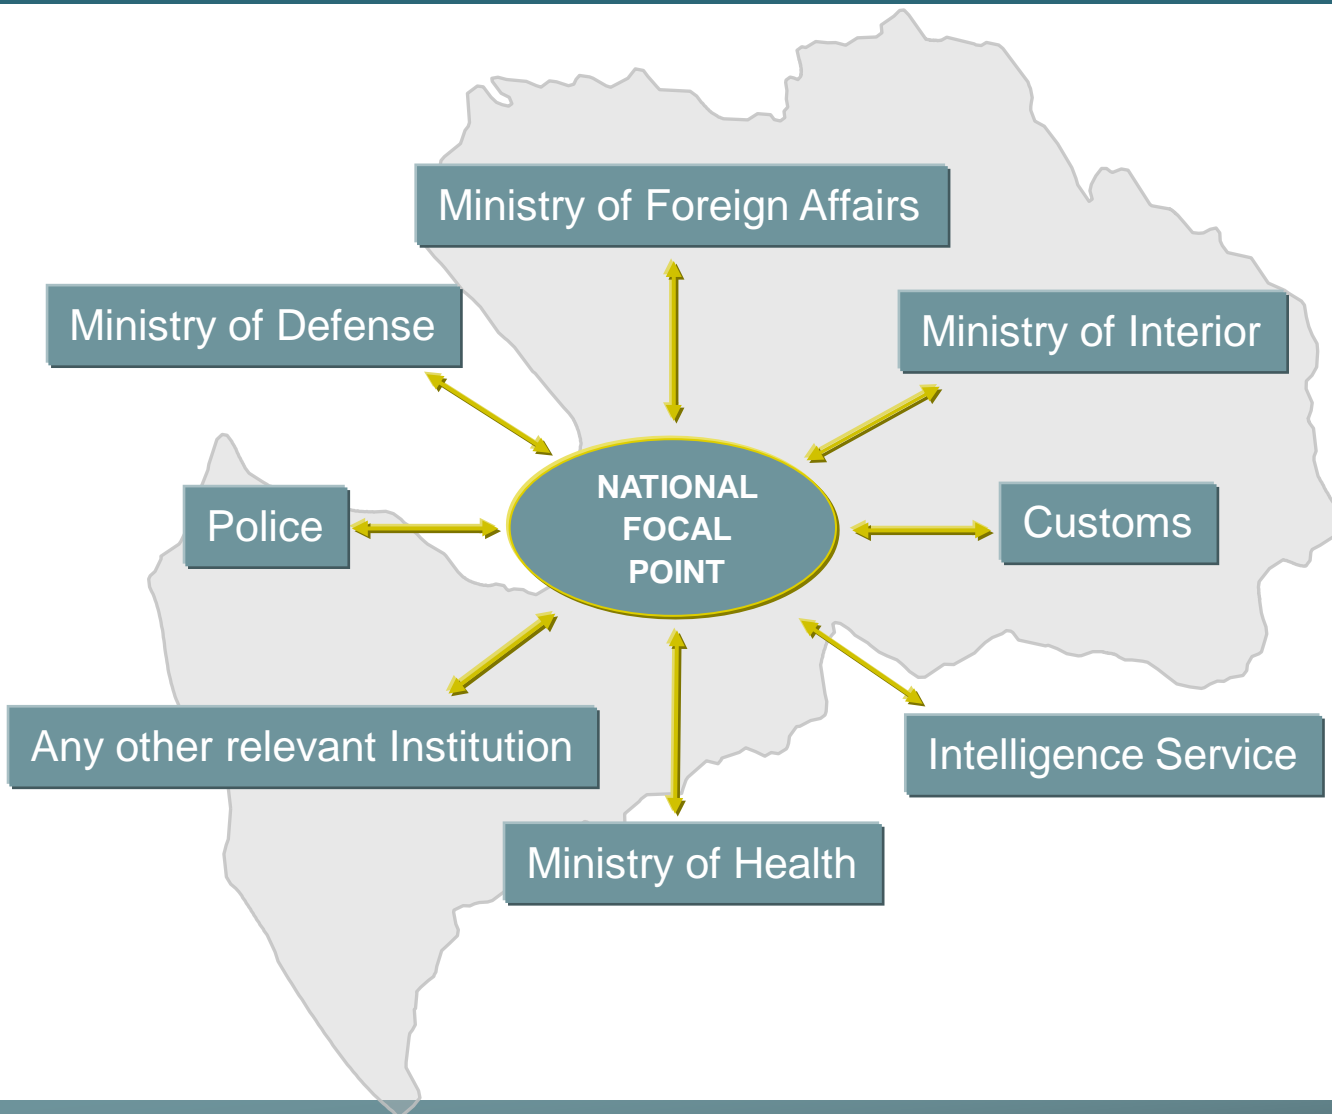 Ministry of Foreign Affairs
Ministry of Defense
Ministry of Interior
NATIONAL
FOCAL
POINT
Police
Customs
Any other relevant Institution
Intelligence Service
Ministry of Health